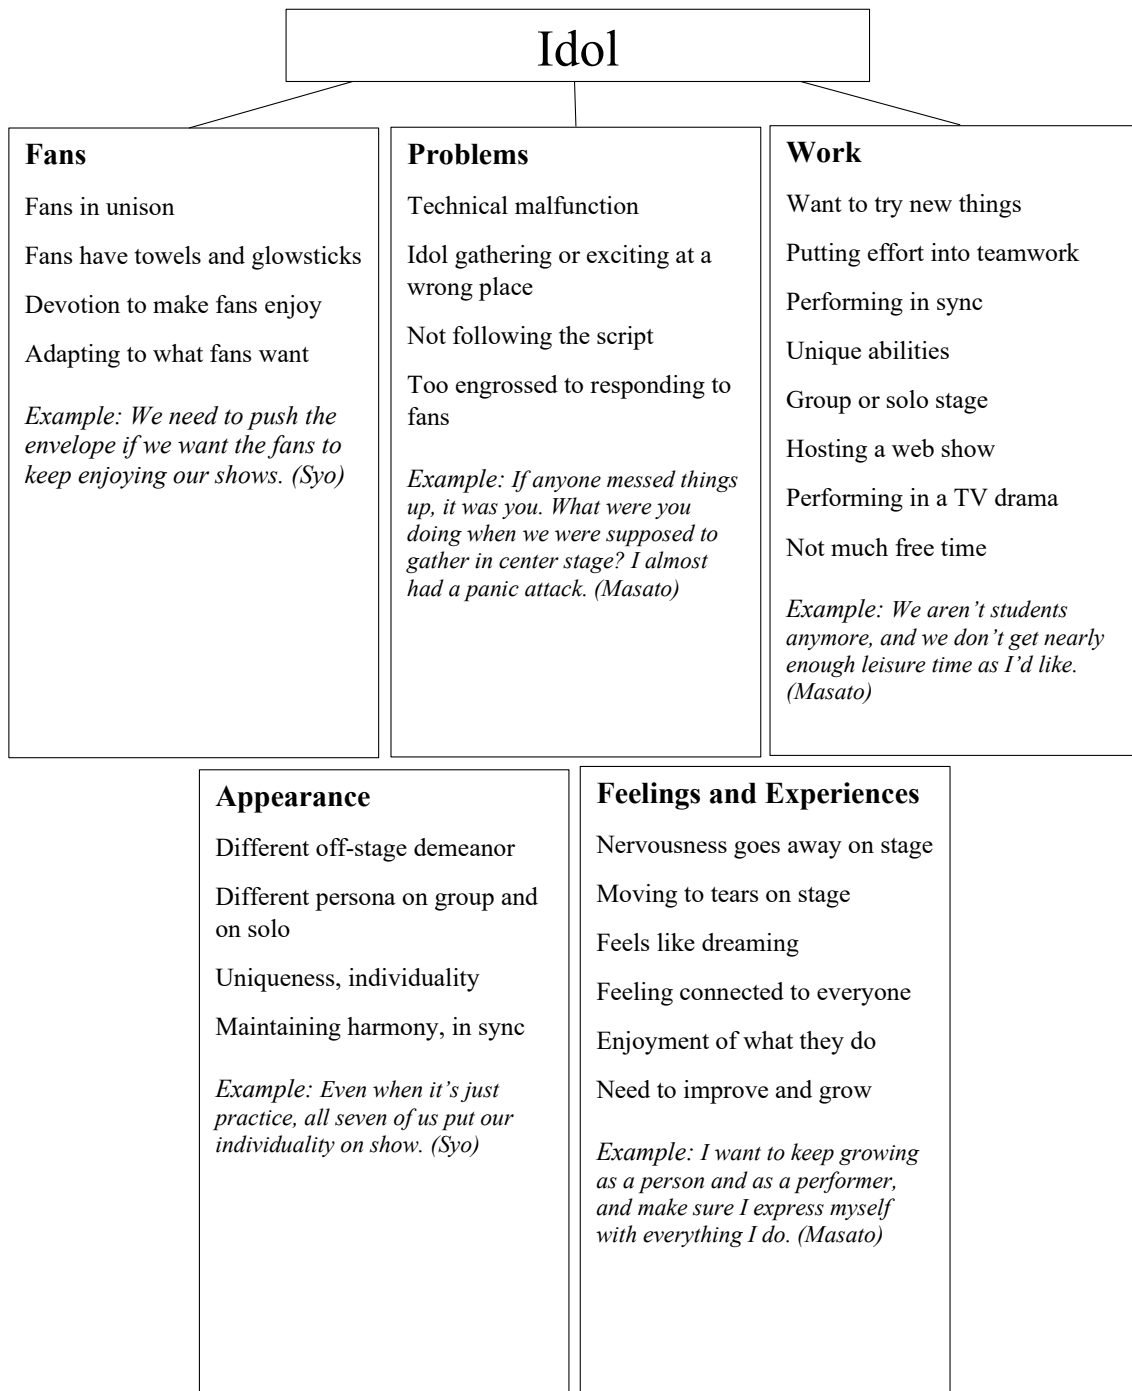 Idol
Fans
Fans in unison
Fans have towels and glowsticks
Devotion to make fans enjoy
Adapting to what fans want
Example: We need to push the
envelope if we want the fans to
keep enjoying our shows. (Syo)
Problems
Technical malfunction
Idol gathering or exciting at a
wrong place
Not following the script
Too engrossed to responding to
fans
Example: If anyone messed things
up, it was you. What were you
doing when we were supposed to
gather in center stage? I almost
had a panic attack. (Masato)
Work
Want to try new things
Putting effort into teamwork
Performing in sync
Unique abilities
Group or solo stage
Hosting a web show
Performing in a TV drama
Not much free time
Example: We aren’t students
anymore, and we don’t get nearly
enough leisure time as I’d like.
(Masato)
Appearance
Different off-stage demeanor
Different persona on group and
on solo
Uniqueness, individuality
Maintaining harmony, in sync
Example: Even when it’s just
practice, all seven of us put our
individuality on show. (Syo)
Feelings and Experiences
Nervousness goes away on stage
Moving to tears on stage
Feels like dreaming
Feeling connected to everyone
Enjoyment of what they do
Need to improve and grow
Example: I want to keep growing
as a person and as a performer,
and make sure I express myself
with everything I do. (Masato)